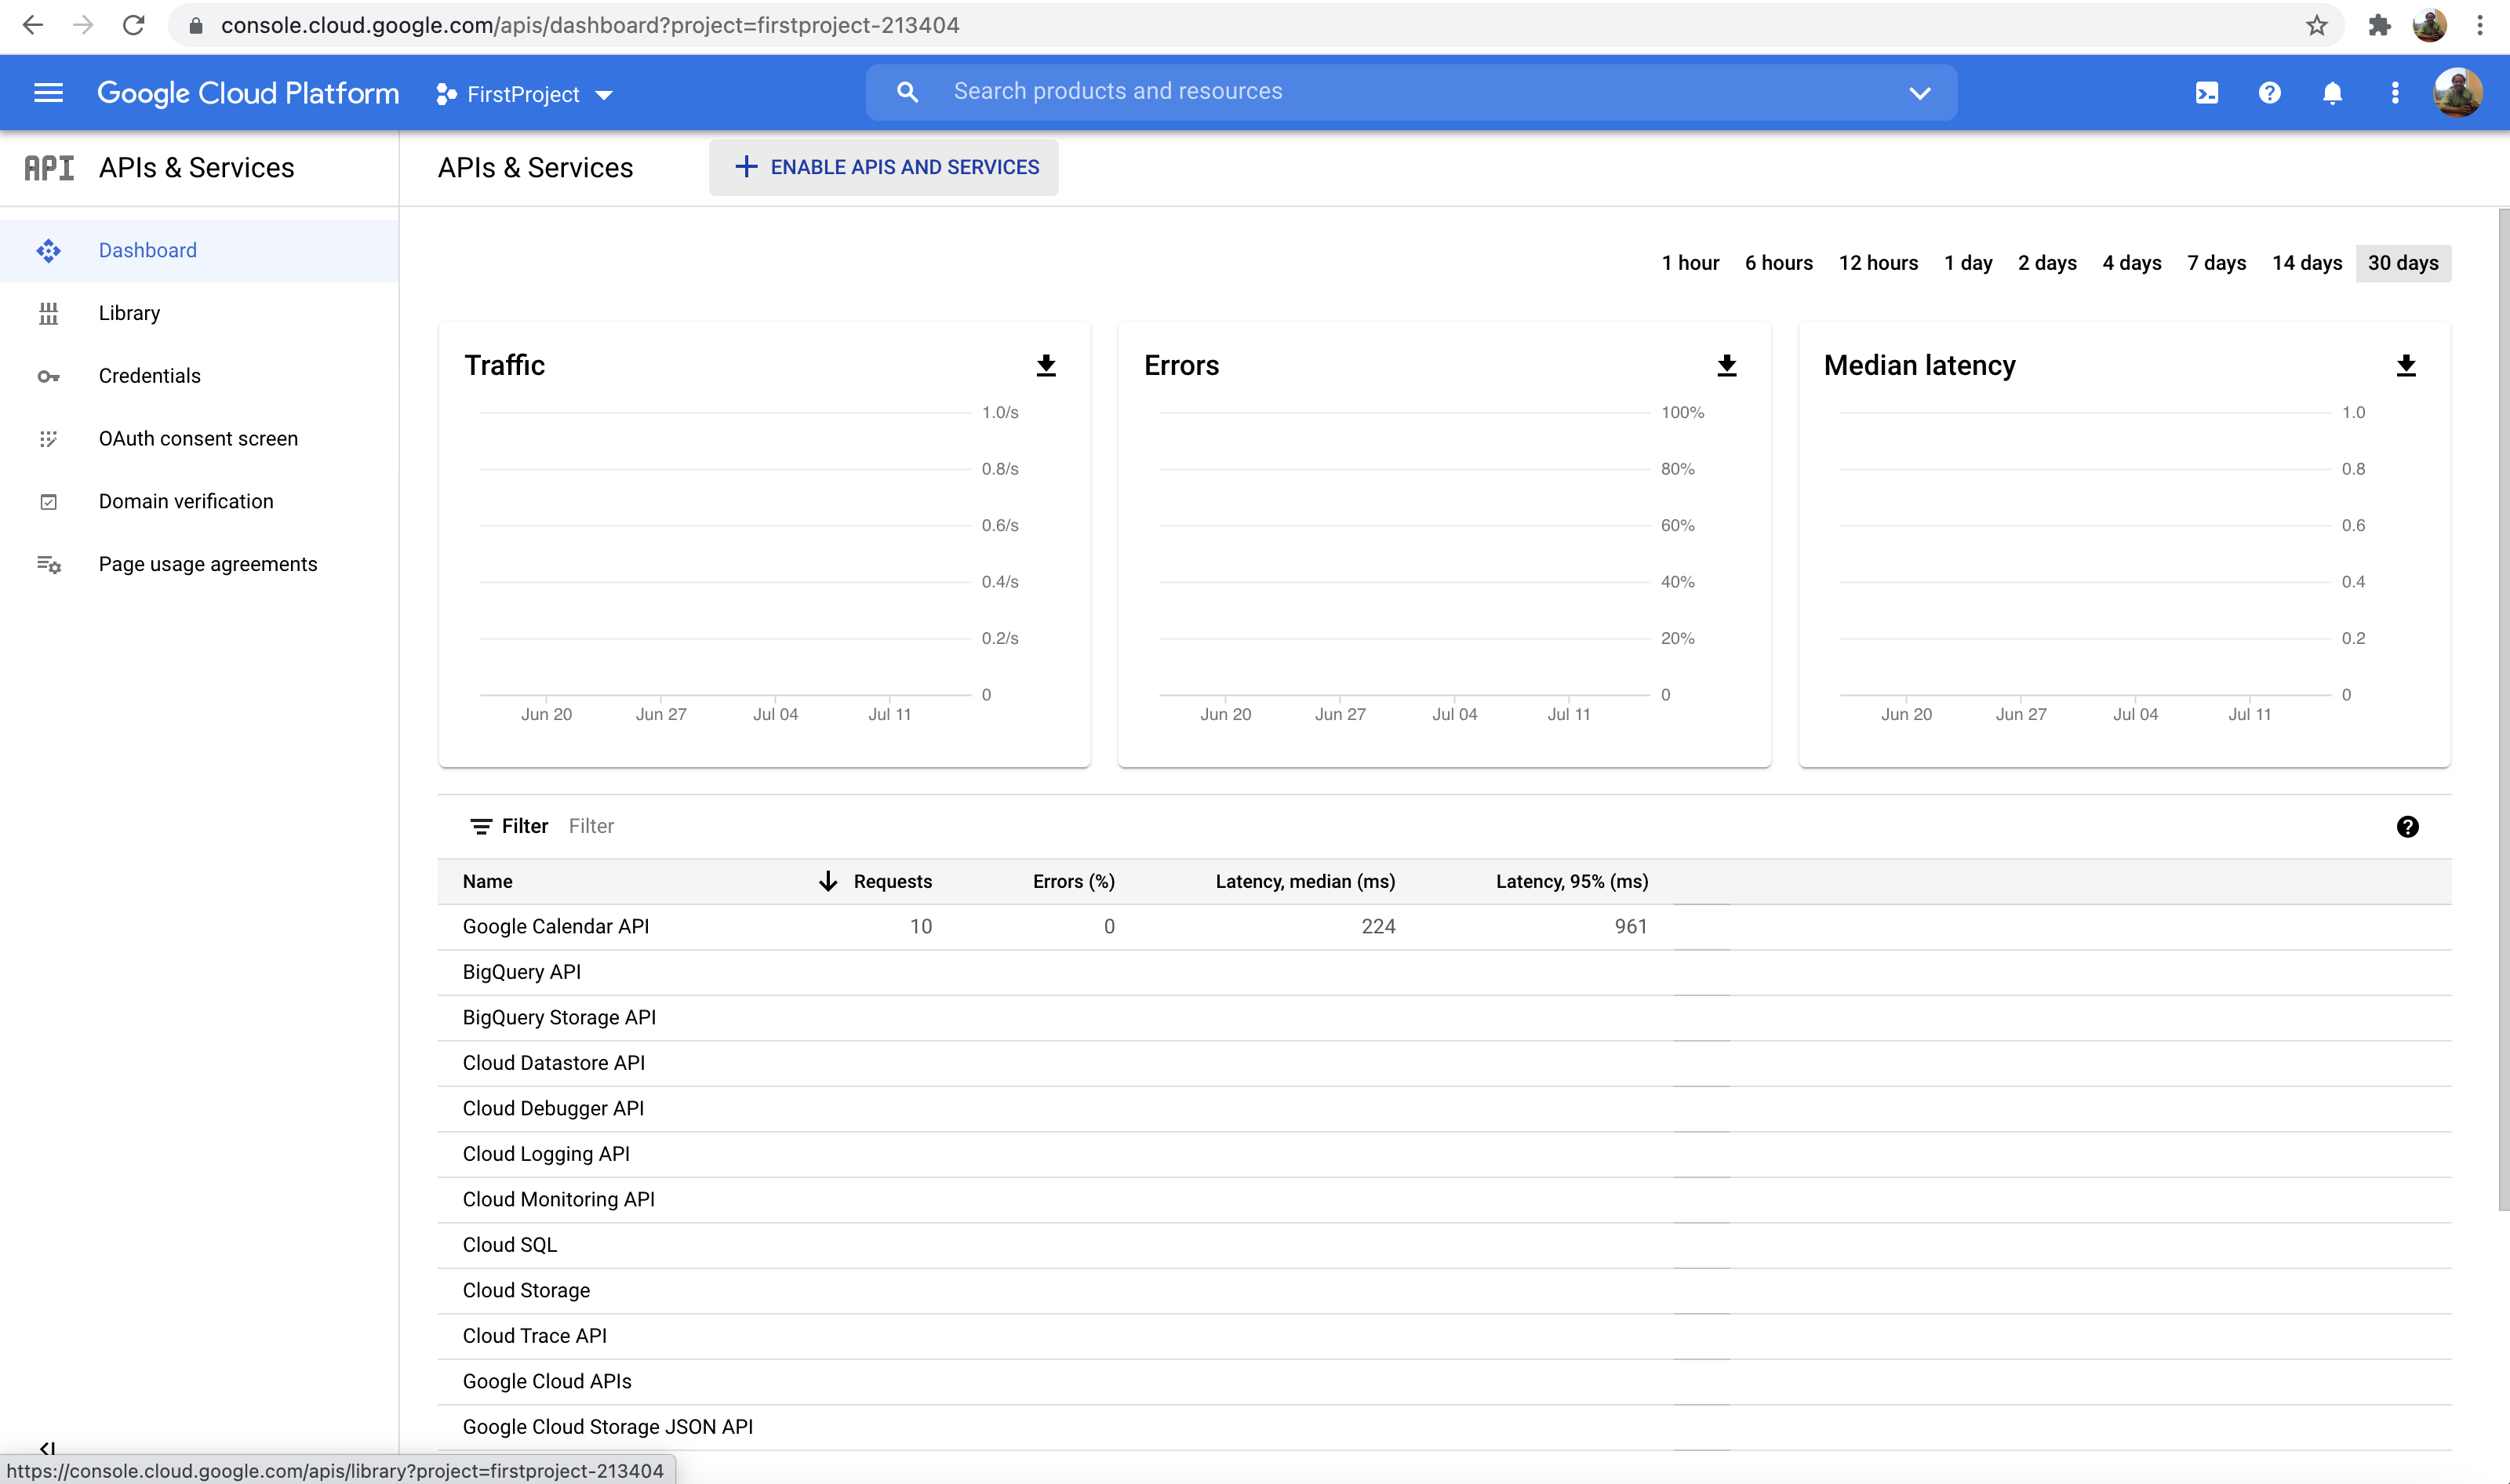 console.cloud.google.com/apis/dashboard?project=firstproject-213404
Google Cloud Platform FirstProject Search products and resources
API APIs & Services APIs & Services ENABLE APIS AND SERVICES
Dashboard
Library
Credentials
OAuth consent screen
Domain verification
Page usage agreements
1 hour 6 hours 12 hours 1 day 2 days 4 days 7 days 14 days 30 days
Traffic
1.0/s
0.8/s
0.6/s
0.4/s
0.2/s
0
Jun 20 Jun 27 Jul 04 Jul 11
Errors
100%
80%
60%
40%
20%
0
Jun 20 Jun 27 Jul 04 Jul 11
Median latency
1.0
0.8
0.6
0.4
0.2
0
Jun 20 Jun 27 Jul 04 Jul 11
Filter Filter
Name Requests Errors (%) Latency, median (ms) Latency, 95% (ms)
Google Calendar API 10 0 224 961
BigQuery API
BigQuery Storage API
Cloud Datastore API
Cloud Debugger API
Cloud Logging API
Cloud Monitoring API
Cloud SQL
Cloud Storage
Cloud Trace API
Google Cloud APIs
Google Cloud Storage JSON API
https://console.cloud.google.com/apis/library?project=firstproject-213404